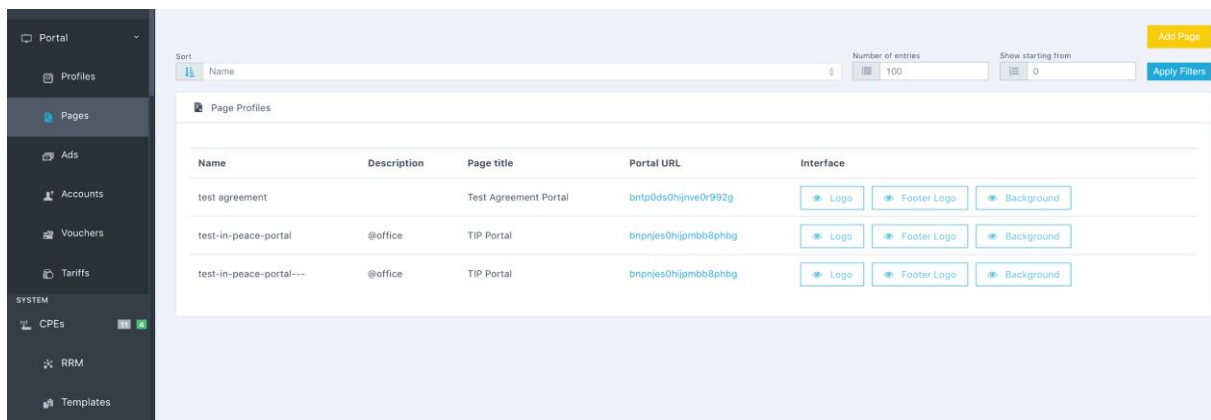 Portal
Profiles
Pages
Ads
Accounts
Vouchers
Tariffs
SYSTEM
CPEs 11 4
RRM
Templates
Add Page
Sort
Name
Number of entries
100
Show starting from
0
Apply Filters
Page Profiles
Name Description Page title Portal URL Interface
test agreement Test Agreement Portal bntp0ds0hijnve0r992g Logo Footer Logo Background
test-in-peace-portal @office TIP Portal bnpnjes0hijpmbb8phbg Logo Footer Logo Background
test-in-peace-portal--- @office TIP Portal bnpnjes0hijpmbb8phbg Logo Footer Logo Background